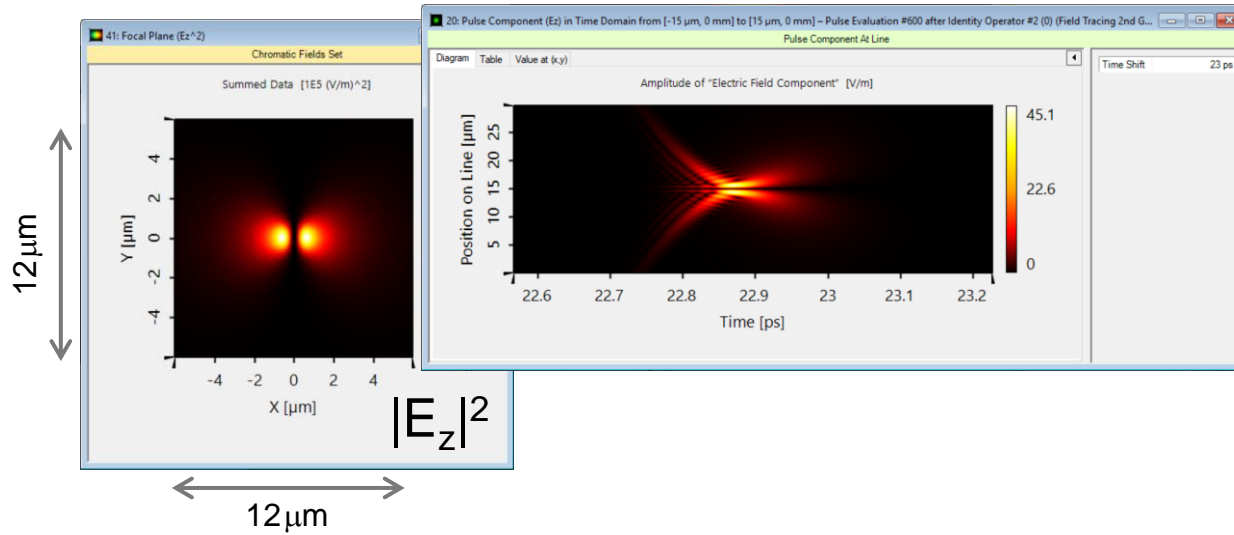 41: Focal Plane (Ez^2)
Chromatic Fields Set
Summed Data [1E5 (V/m)^2]
4
2
0
-2
-4
Y [µm]
-4 -2 0 2 4
X [µm]
|Ez|2
12µm
12µm
20: Pulse Component (Ez) in Time Domain from [-15 µm, 0 mm] to [15 µm, 0 mm] – Pulse Evaluation #600 after Identity Operator #2 (0) (Field Tracing 2nd G...
Pulse Component At Line
Diagram Table Value at (x,y)
Amplitude of "Electric Field Component" [V/m]
25
20
15
10
5
Position on Line [µm]
22.6 22.7 22.8 22.9 23 23.1 23.2
Time [ps]
45.1
22.6
0
Time Shift 23 ps